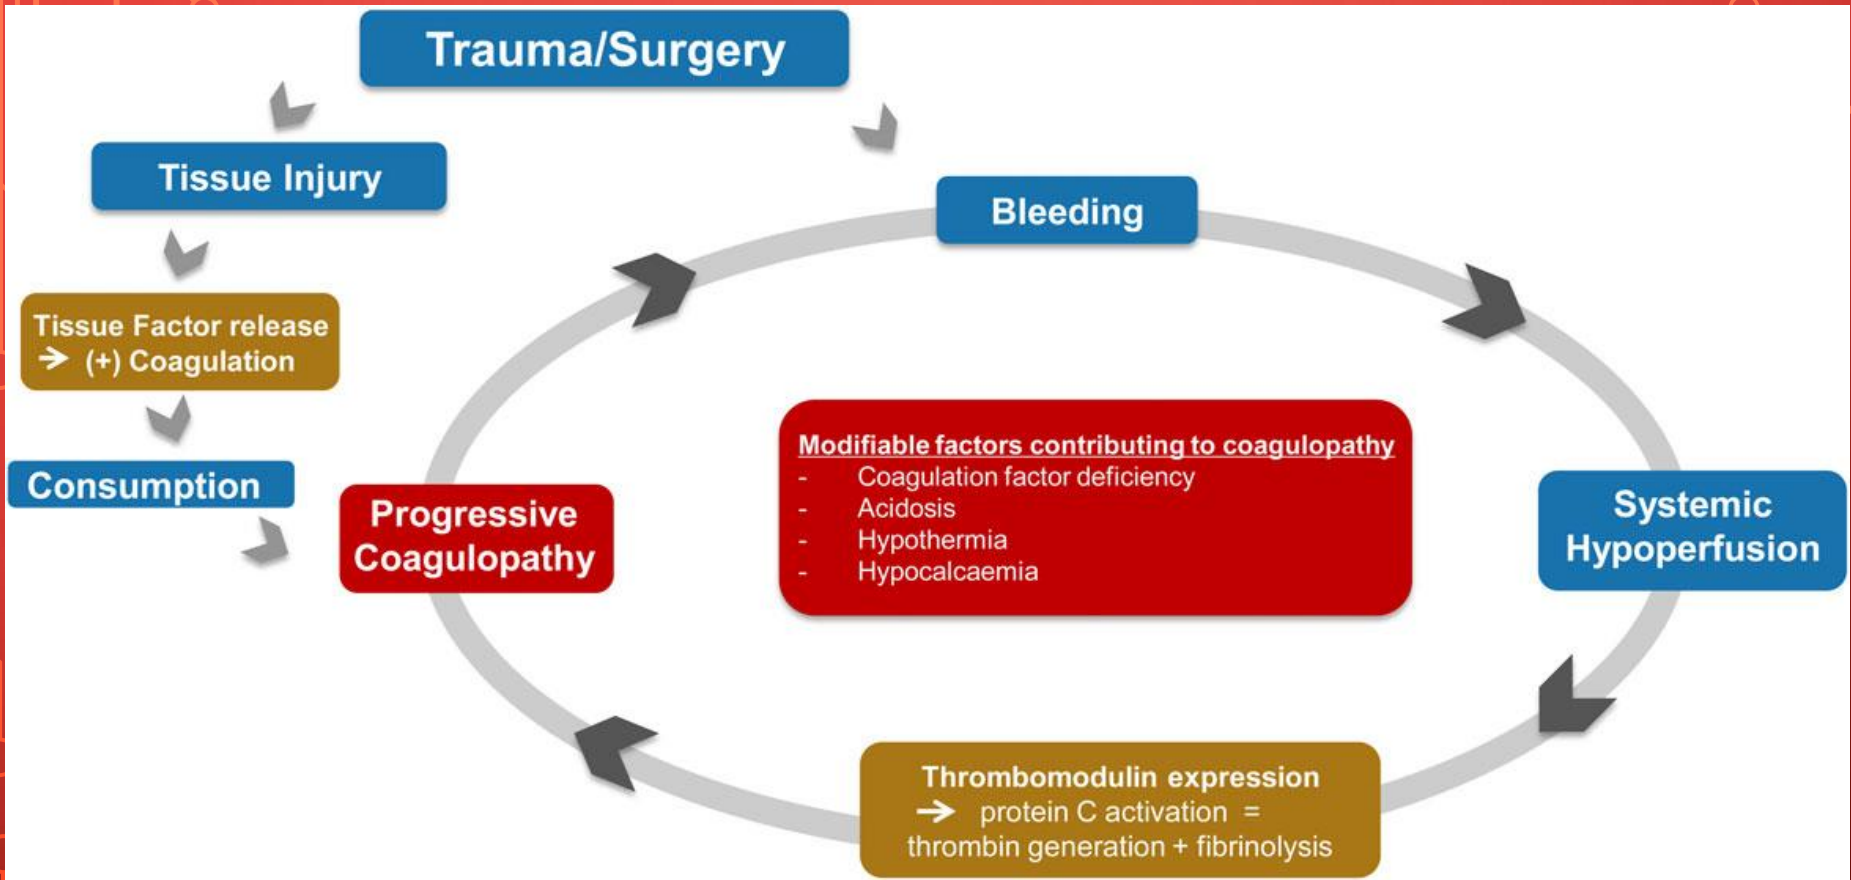 Trauma/Surgery
Tissue Injury
Bleeding
Tissue Factor release
→ (+) Coagulation
Modifiable factors contributing to coagulopathy
- Coagulation factor deficiency
- Acidosis
- Hypothermia
- Hypocalcaemia
Consumption
Progressive
Coagulopathy
Systemic
Hypoperfusion
Thrombomodulin expression
→ protein C activation =
thrombin generation + fibrinolysis